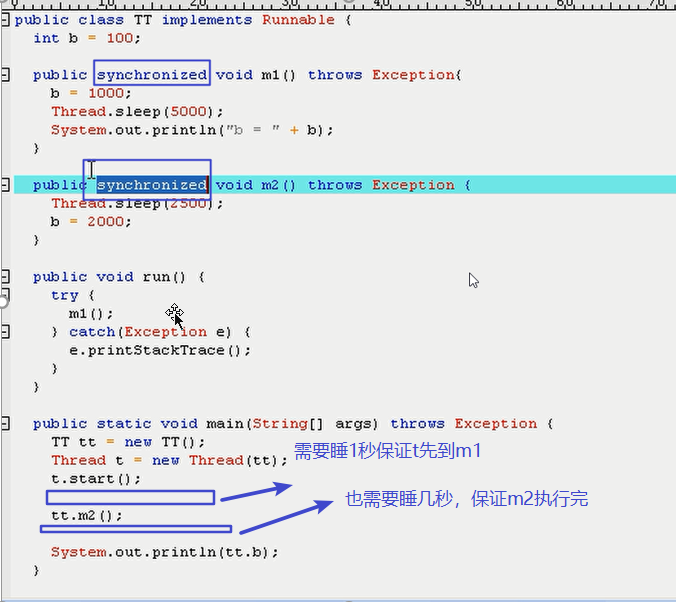 public class TT implements Runnable {
int b = 100;
public synchronized void m1() throws Exception{
b = 1000;
Thread.sleep(5000);
System.out.println("b = " + b);
}
public synchronized void m2() throws Exception {
Thread.sleep(2500);
b = 2000;
}
public void run() {
try {
m1();
} catch(Exception e) {
e.printStackTrace();
}
}
public static void main(String[] args) throws Exception {
TT tt = new TT();
需要睡1秒保证t先到m1
Thread t = new Thread(tt);
t.start();
也需要睡几秒，保证m2执行完
tt.m2();
System.out.println(tt.b);
}